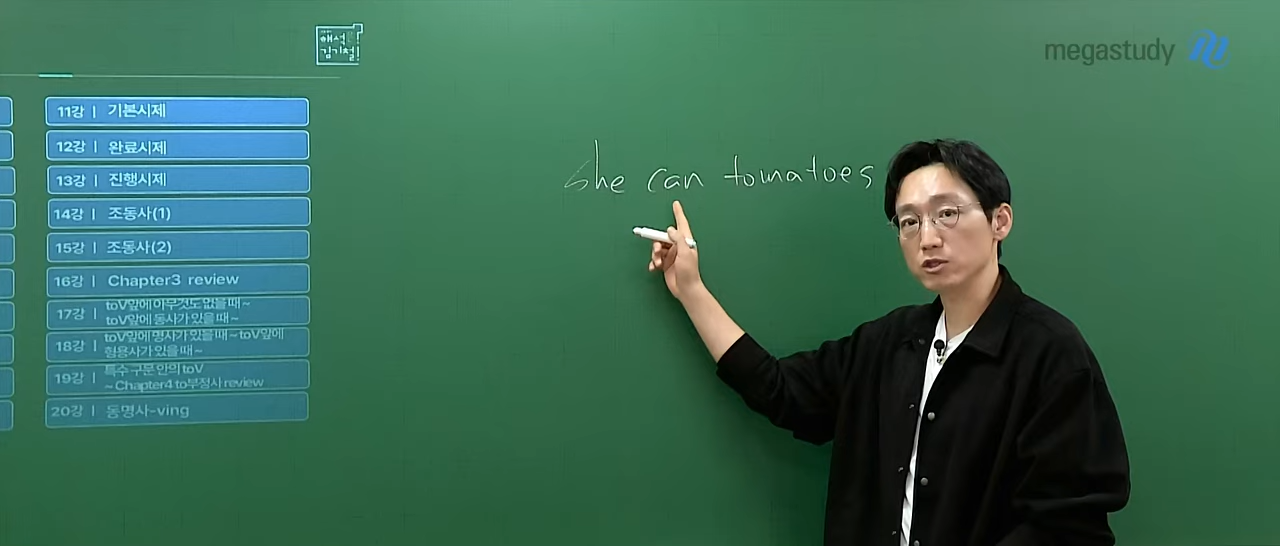 해석!
김기철!
megastudy
11강 | 기본시제
12강 | 완료시제
13강 | 진행시제
14강 | 조동사(1)
15강 | 조동사(2)
16강 | Chapter3 review
17강 | toV앞에 아무것도 없을 때 ~
toV앞에 동사가 있을 때 ~
18강 | toV앞에 명사가 있을 때 ~ toV앞에
형용사가 있을 때 ~
19강 | 특수 구문 안의 toV
~ Chapter4 to부정사 review
20강 | 동명사-ving
she can tomatoes